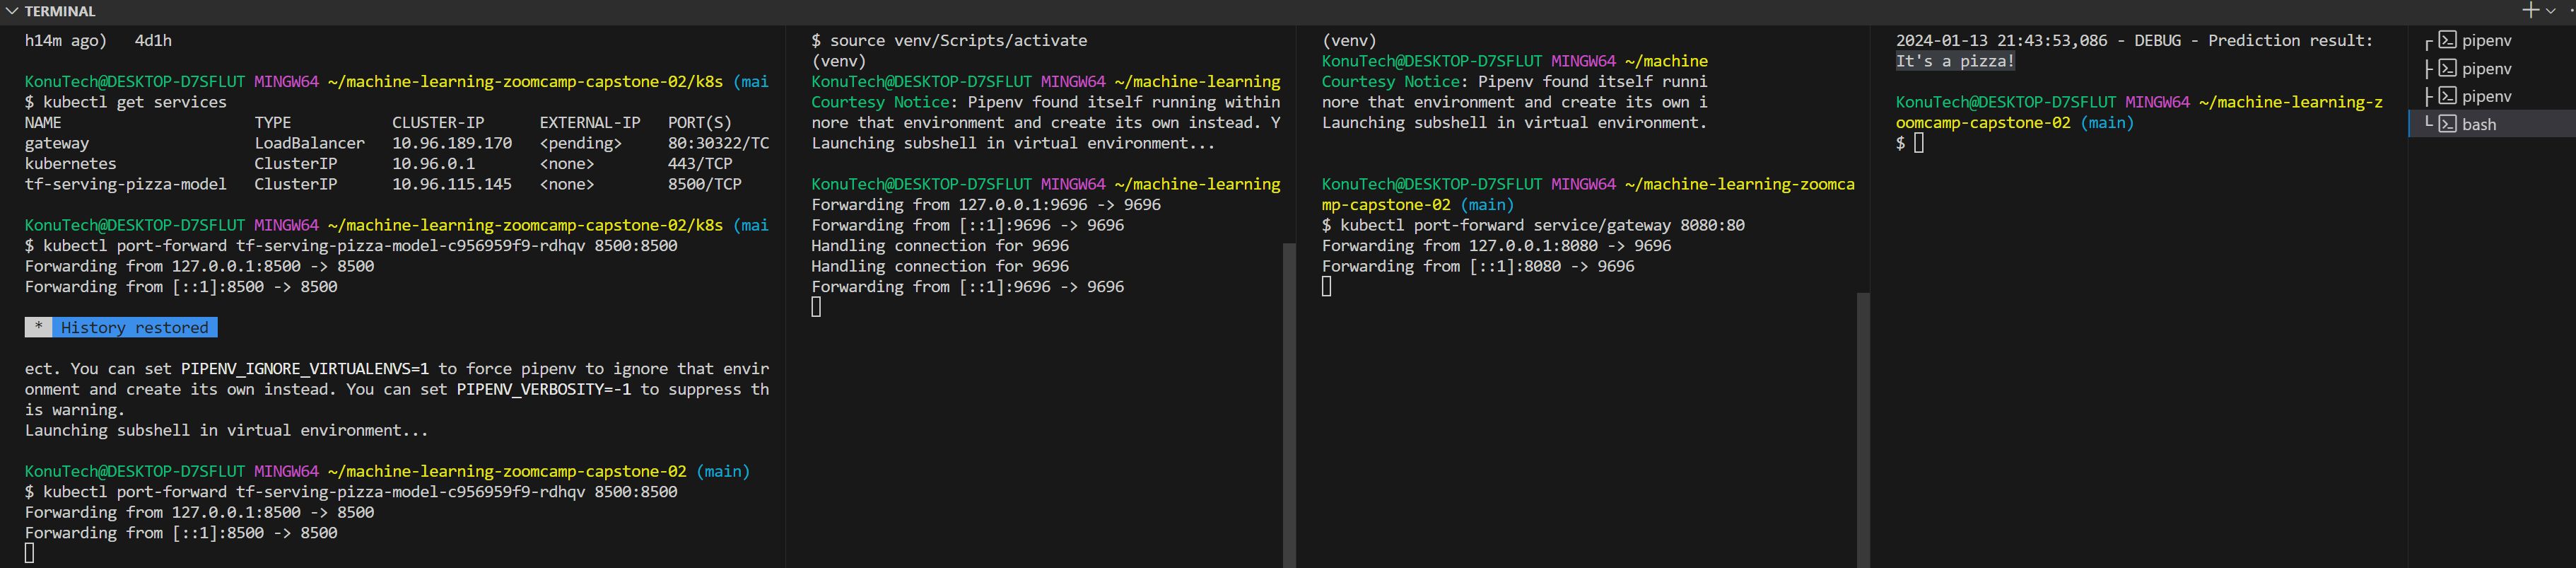 TERMINAL
h14m ago)   4d1h
KonuTech@DESKTOP-D7SFLUT MINGW64 ~/machine-learning-zoomcamp-capstone-02/k8s (mai
$ kubectl get services
NAME                    TYPE           CLUSTER-IP      EXTERNAL-IP   PORT(S)
gateway                 LoadBalancer   10.96.189.170   <pending>     80:30322/TC
kubernetes              ClusterIP      10.96.0.1       <none>        443/TCP
tf-serving-pizza-model   ClusterIP      10.96.115.145   <none>        8500/TCP
KonuTech@DESKTOP-D7SFLUT MINGW64 ~/machine-learning-zoomcamp-capstone-02/k8s (mai
$ kubectl port-forward tf-serving-pizza-model-c956959f9-rdhqv 8500:8500
Forwarding from 127.0.0.1:8500 -> 8500
Forwarding from [::1]:8500 -> 8500
* History restored
ect. You can set PIPENV_IGNORE_VIRTUALENVS=1 to force pipenv to ignore that envir
onment and create its own instead. You can set PIPENV_VERBOSITY=-1 to suppress th
is warning.
Launching subshell in virtual environment...
KonuTech@DESKTOP-D7SFLUT MINGW64 ~/machine-learning-zoomcamp-capstone-02 (main)
$ kubectl port-forward tf-serving-pizza-model-c956959f9-rdhqv 8500:8500
Forwarding from 127.0.0.1:8500 -> 8500
Forwarding from [::1]:8500 -> 8500
$ source venv/Scripts/activate
(venv)
KonuTech@DESKTOP-D7SFLUT MINGW64 ~/machine-learning
Courtesy Notice: Pipenv found itself running within
nore that environment and create its own instead. Y
Launching subshell in virtual environment...
KonuTech@DESKTOP-D7SFLUT MINGW64 ~/machine-learning
Forwarding from 127.0.0.1:9696 -> 9696
Forwarding from [::1]:9696 -> 9696
Handling connection for 9696
Handling connection for 9696
Forwarding from [::1]:9696 -> 9696
(venv)
KonuTech@DESKTOP-D7SFLUT MINGW64 ~/machine
Courtesy Notice: Pipenv found itself runni
nore that environment and create its own i
Launching subshell in virtual environment.
KonuTech@DESKTOP-D7SFLUT MINGW64 ~/machine-learning-zoomca
mp-capstone-02 (main)
$ kubectl port-forward service/gateway 8080:80
Forwarding from 127.0.0.1:8080 -> 9696
Forwarding from [::1]:8080 -> 9696
2024-01-13 21:43:53,086 - DEBUG - Prediction result:
It's a pizza!
KonuTech@DESKTOP-D7SFLUT MINGW64 ~/machine-learning-z
oomcamp-capstone-02 (main)
$
pipenv
pipenv
pipenv
bash